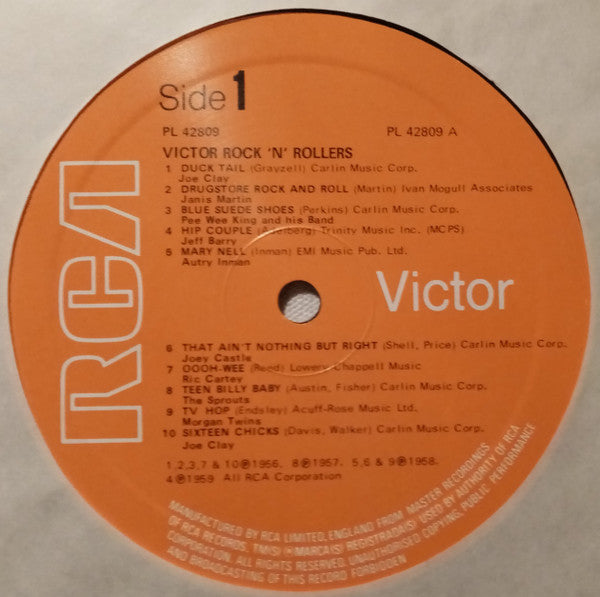 Side 1
PL 42809
PL 42809 A
VICTOR ROCK 'N' ROLLERS
1 DUCK TAIL (Grayzell) Carlin Music Corp.
Joe Clay
2 DRUGSTORE ROCK AND ROLL (Martin) Ivan Mogull Associates
Janis Martin
3 BLUE SUEDE SHOES (Perkins) Carlin Music Corp.
Pee Wee King and his Band
4 HIP COUPLE (Adelberg) Trinity Music Inc. (MCPS)
Jeff Barry
5 MARY NELL (Inman) EMI Music Pub. Ltd.
Autry Inman
RCA
Victor
6 THAT AIN'T NOTHING BUT RIGHT (Shell, Price) Carlin Music Corp.
Joey Castle
7 OOOH-WEE (Reed) Lowery Chappell Music
Ric Cartey
8 TEEN BILLY BABY (Austin, Fisher) Carlin Music Corp.
The Sprouts
9 TV HOP (Endsley) Acuff-Rose Music Ltd.
Morgan Twins
10 SIXTEEN CHICKS (Davis, Walker) Carlin Music Corp.
Joe Clay
1,2,3,7 & 10 ℗1956. 8 ℗1957. 5,6 & 9 ℗1958.
4 ℗1959 All RCA Corporation
MANUFACTURED BY RCA LIMITED, ENGLAND FROM MASTER RECORDINGS
OF RCA RECORDS. TM(S) ® MARCA(S) REGISTRADA(S) USED BY AUTHORITY OF RCA
CORPORATION. ALL RIGHTS RESERVED. UNAUTHORISED COPYING, PUBLIC PERFORMANCE
AND BROADCASTING OF THIS RECORD FORBIDDEN